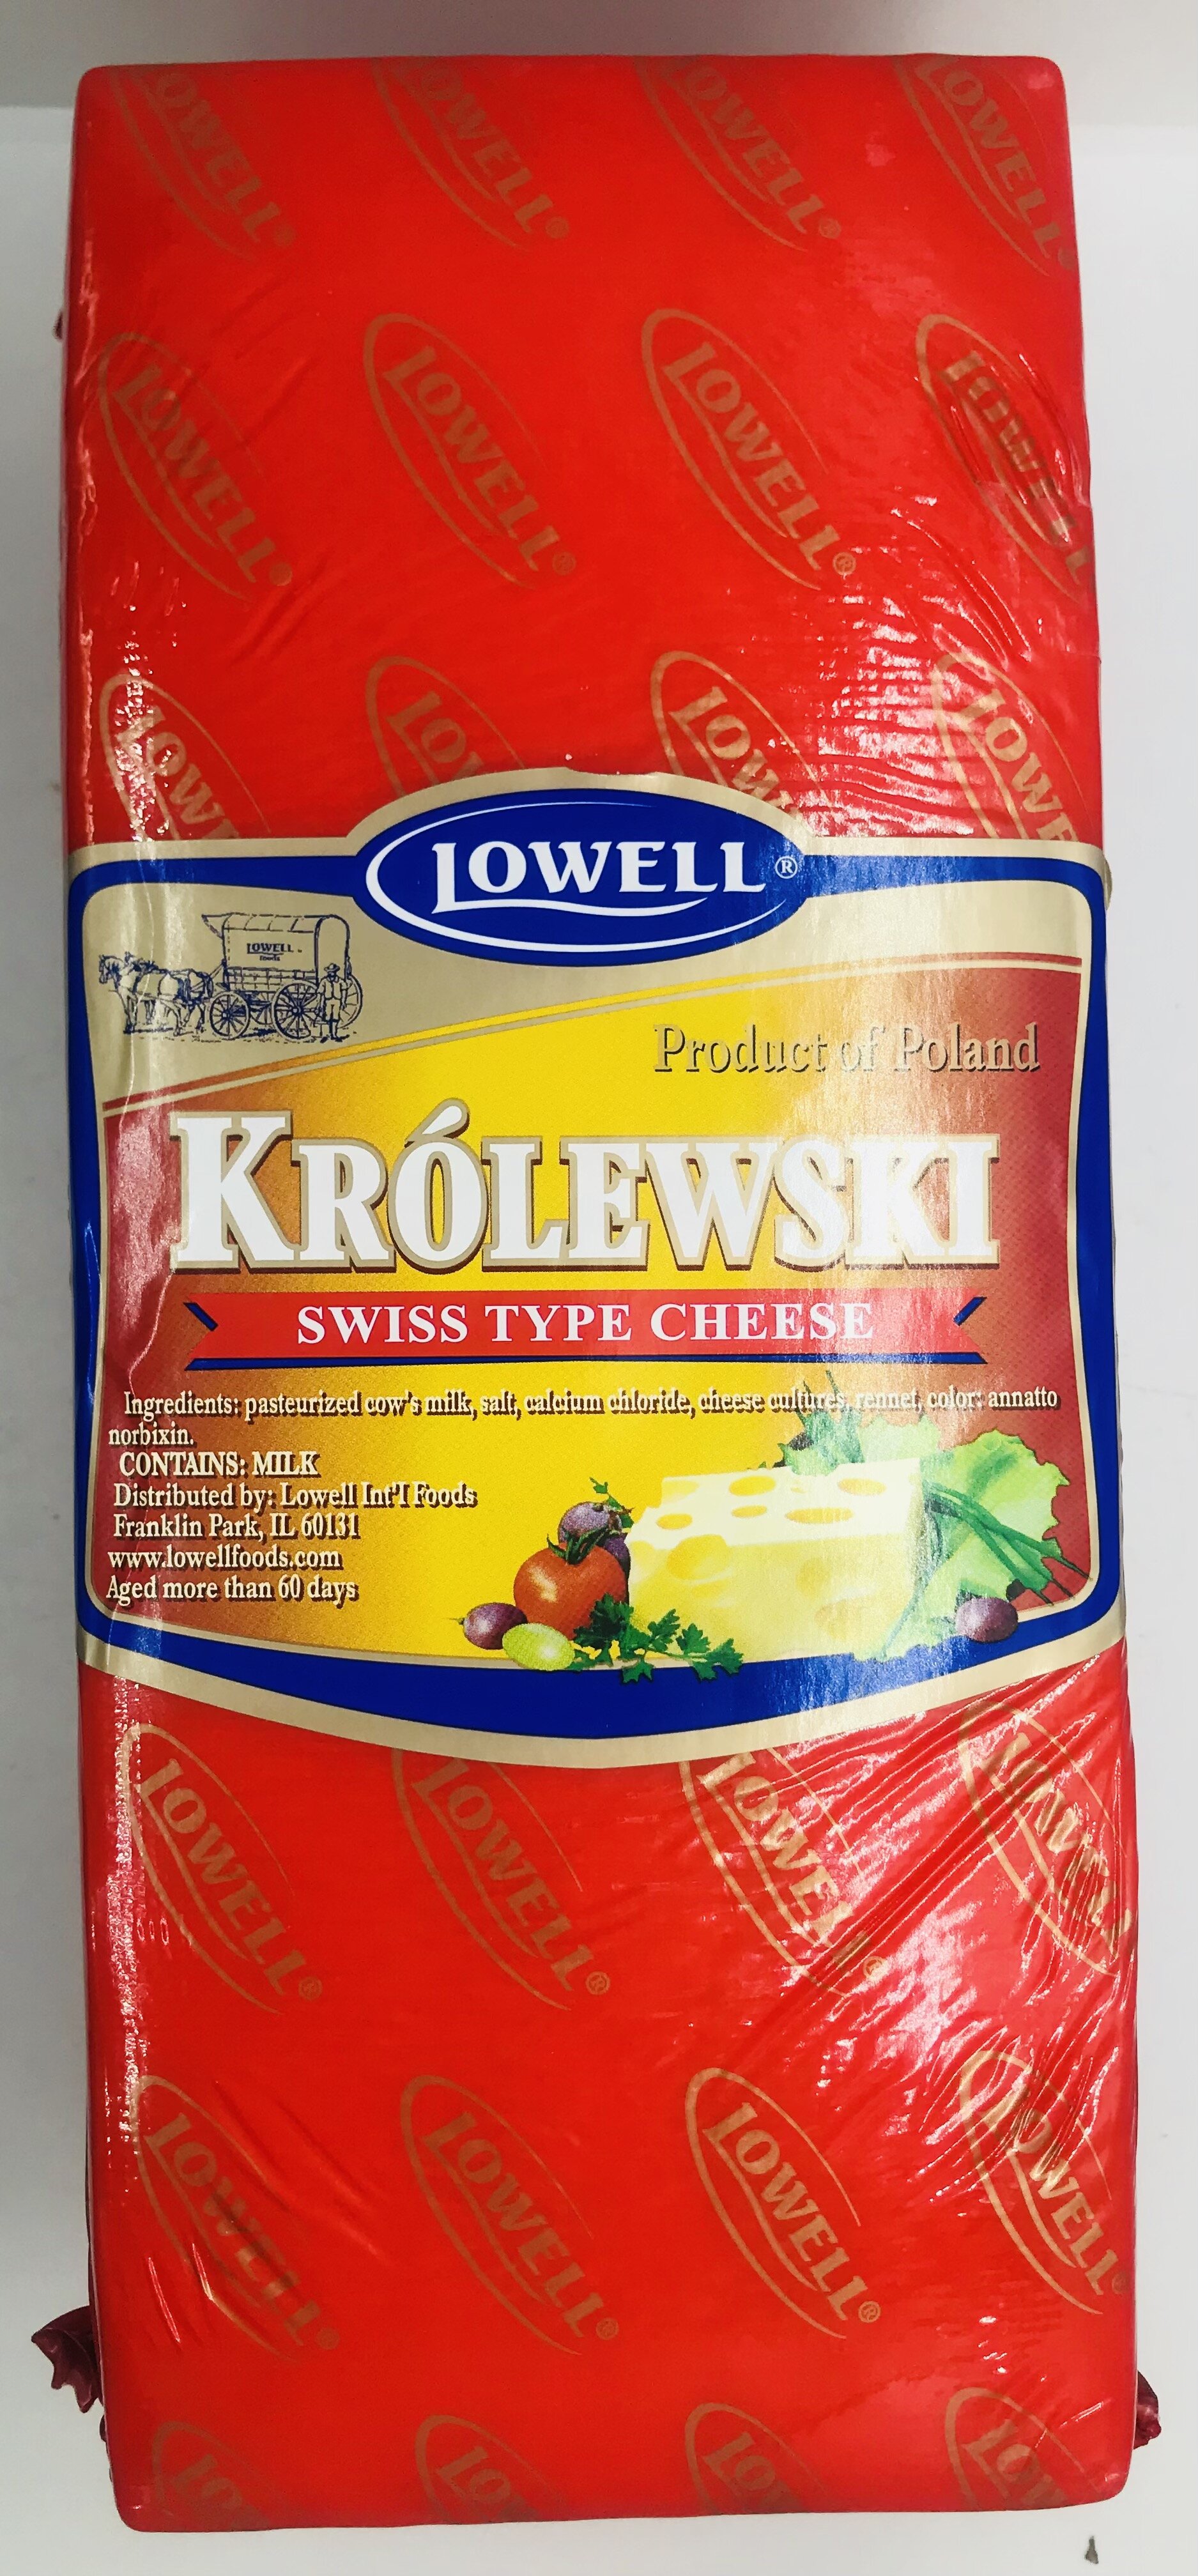 LOWELL®
LOWELL
Foods
Product of Poland
KRÓLEWSKI
SWISS TYPE CHEESE
Ingredients: pasteurized cow's milk, salt, calcium chloride, cheese cultures, rennet, color: annatto
norbixin.
CONTAINS: MILK
Distributed by: Lowell Int'l Foods
Franklin Park, IL 60131
www.lowellfoods.com
Aged more than 60 days